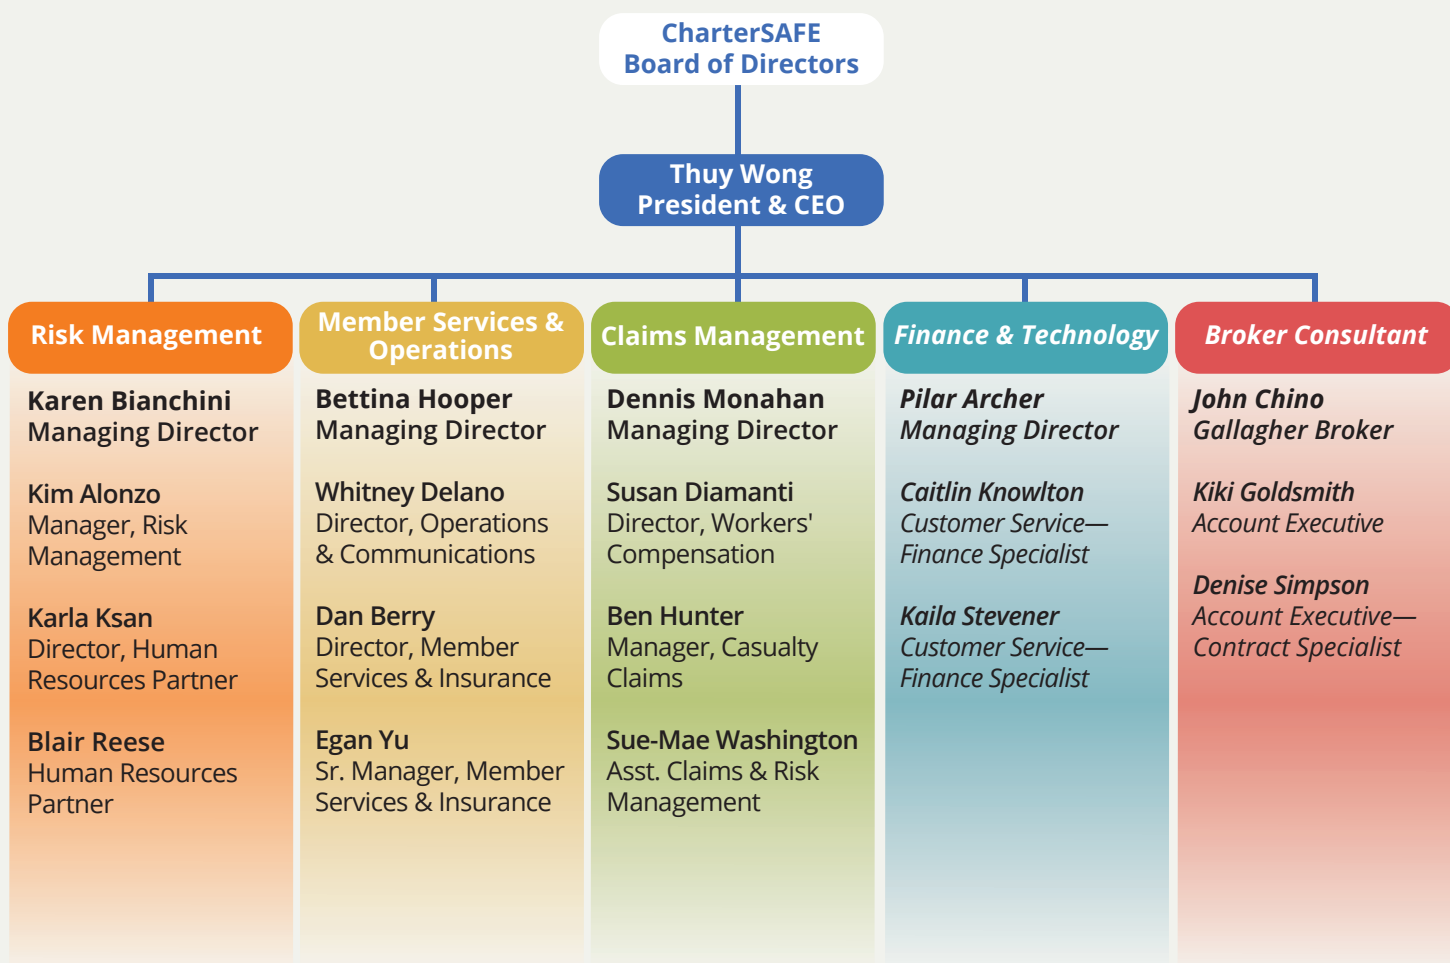 CharterSAFE
Board of Directors
Thuy Wong
President & CEO
Risk Management
Karen Bianchini
Managing Director
Kim Alonzo
Manager, Risk
Management
Karla Ksan
Director, Human
Resources Partner
Blair Reese
Human Resources
Partner
Member Services &
Operations
Bettina Hooper
Managing Director
Whitney Delano
Director, Operations
& Communications
Dan Berry
Director, Member
Services & Insurance
Egan Yu
Sr. Manager, Member
Services & Insurance
Claims Management
Dennis Monahan
Managing Director
Susan Diamanti
Director, Workers'
Compensation
Ben Hunter
Manager, Casualty
Claims
Sue-Mae Washington
Asst. Claims & Risk
Management
Finance & Technology
Pilar Archer
Managing Director
Caitlin Knowlton
Customer Service—
Finance Specialist
Kaila Stevener
Customer Service—
Finance Specialist
Broker Consultant
John Chino
Gallagher Broker
Kiki Goldsmith
Account Executive
Denise Simpson
Account Executive—
Contract Specialist